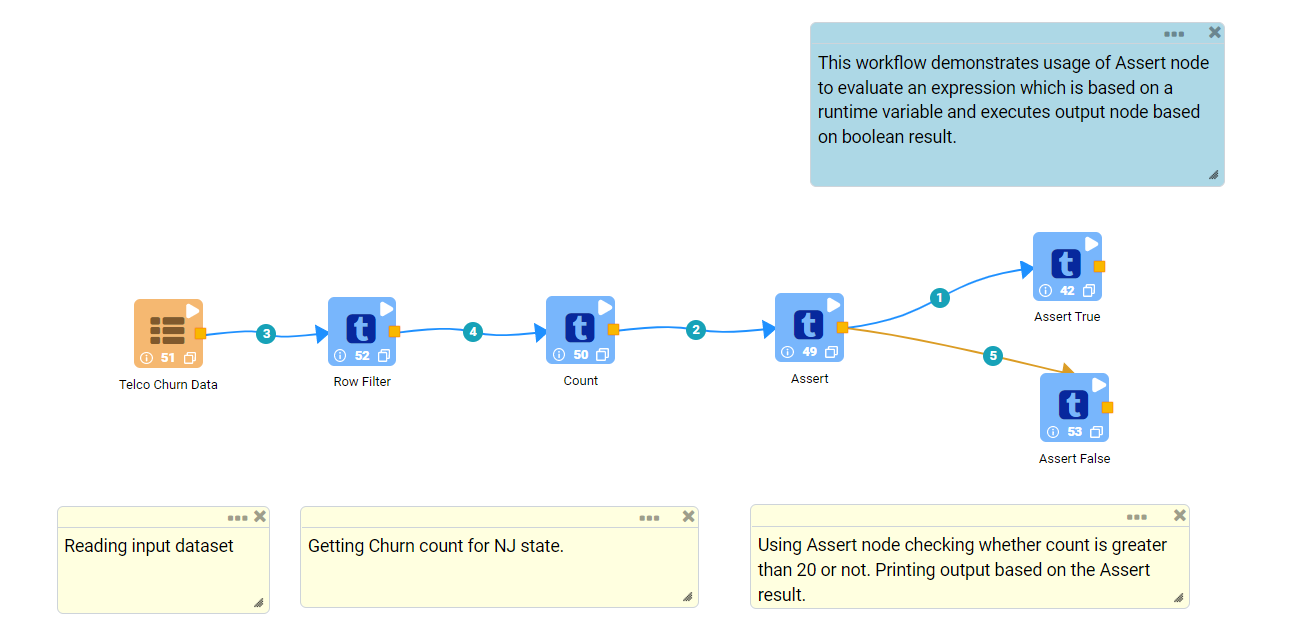 This workflow demonstrates usage of Assert node
to evaluate an expression which is based on a
runtime variable and executes output node based
on boolean result.
1
t
42
Assert True
3
t
52
Row Filter
4
t
50
Count
2
t
49
Assert
51
Telco Churn Data
5
t
53
Assert False
Reading input dataset
Getting Churn count for NJ state.
Using Assert node checking whether count is greater
than 20 or not. Printing output based on the Assert
result.